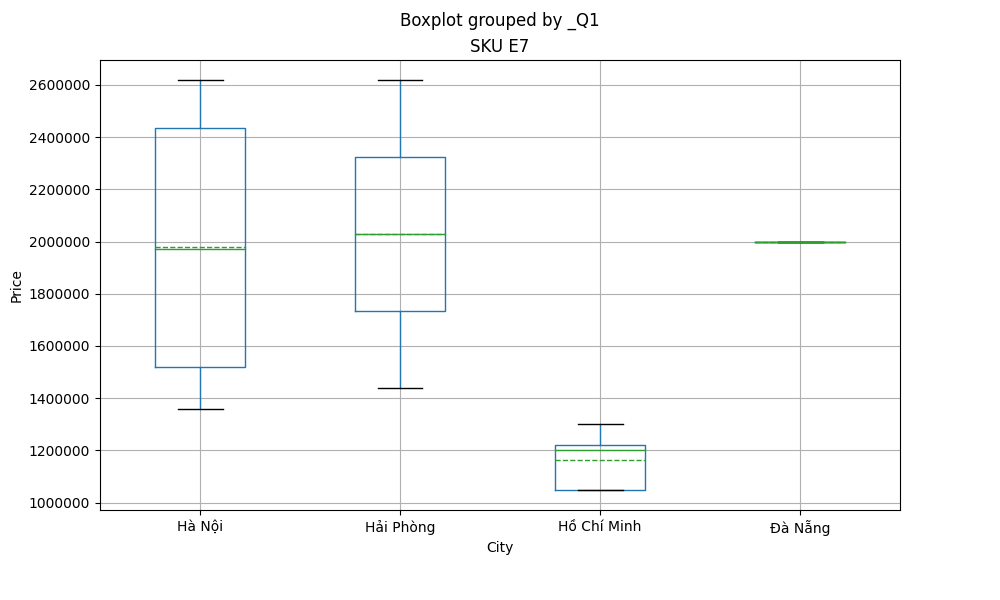 Boxplot grouped by _Q1
SKU E7
2600000
2400000
2200000
2000000
1800000
1600000
1400000
1200000
1000000
Price
Hà Nội
Hải Phòng
Hồ Chí Minh
Đà Nẵng
City